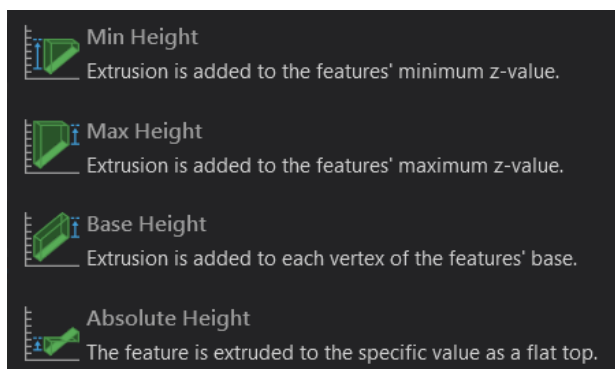 Min Height
Extrusion is added to the features' minimum z-value.
Max Height
Extrusion is added to the features' maximum z-value.
Base Height
Extrusion is added to each vertex of the features' base.
Absolute Height
The feature is extruded to the specific value as a flat top.